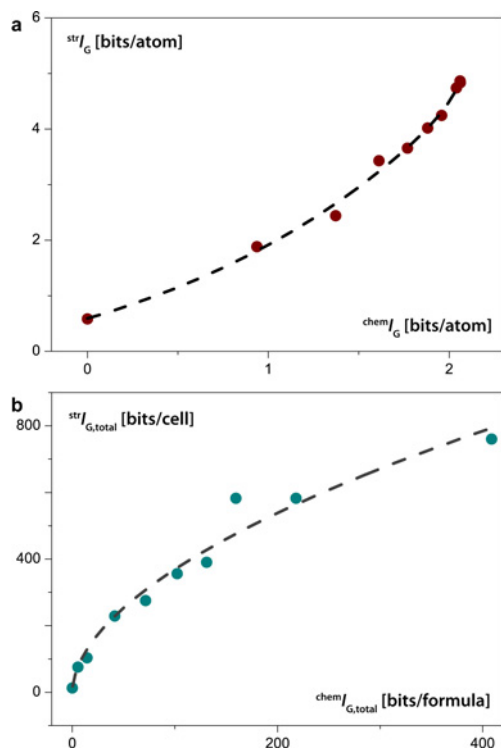 a
6
strIG [bits/atom]
4
2
chemIG [bits/atom]
0
0 1 2
b
strIG,total [bits/cell]
800
400
chemIG,total [bits/formula]
0
0 200 400